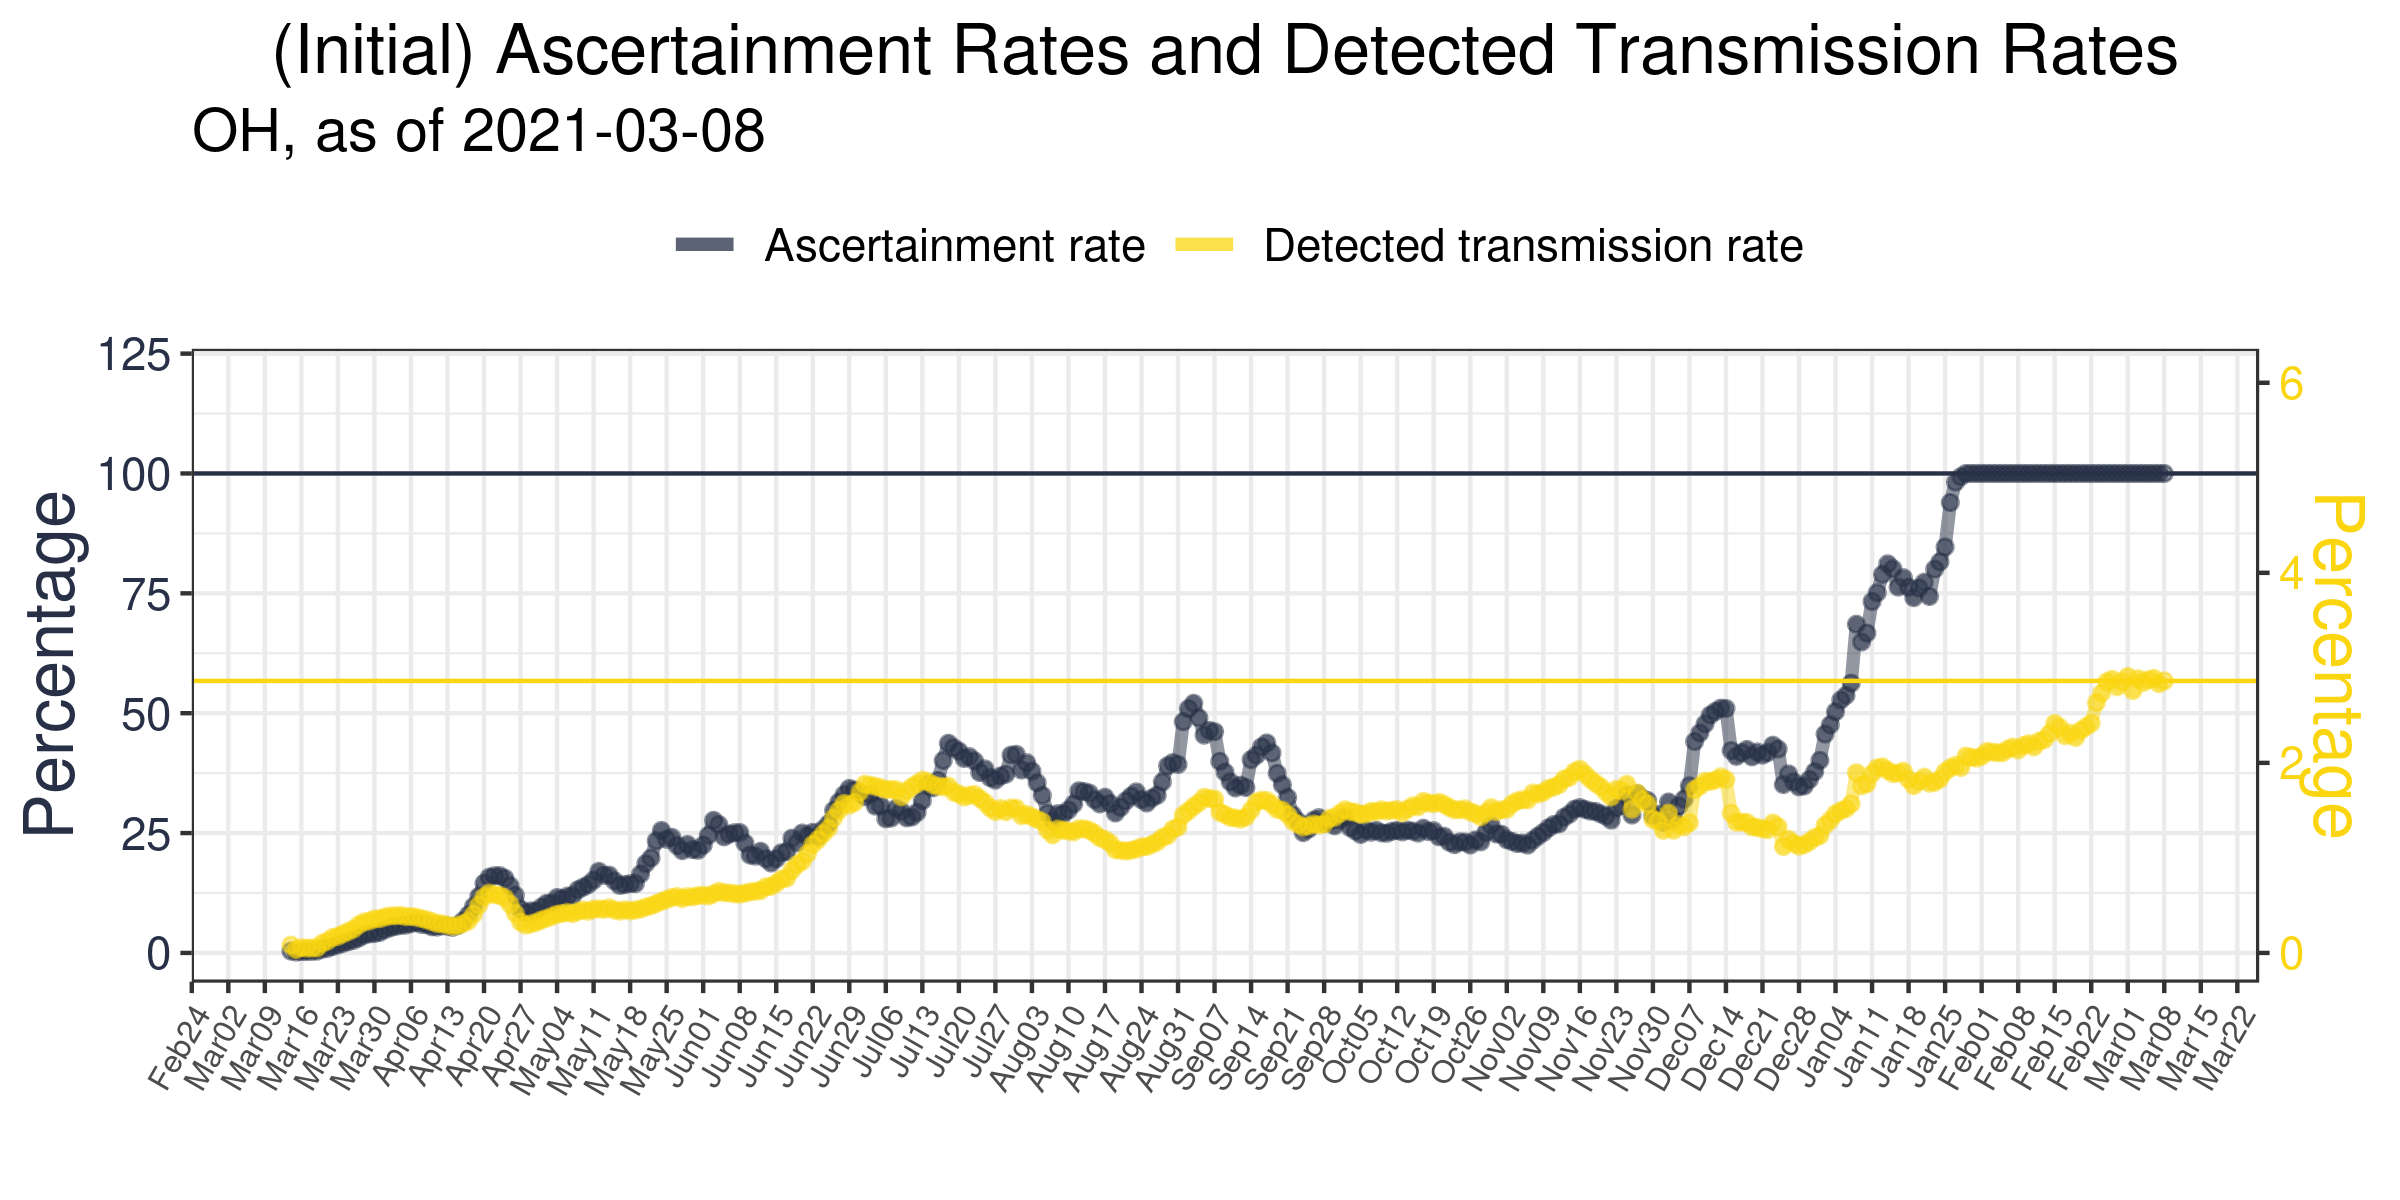 (Initial) Ascertainment Rates and Detected Transmission Rates
OH, as of 2021-03-08
Ascertainment rate
Detected transmission rate
Percentage
125
100
75
50
25
0
6
4
2
0
Percentage
Feb24
Mar02
Mar09
Mar16
Mar23
Mar30
Apr06
Apr13
Apr20
Apr27
May04
May11
May18
May25
Jun01
Jun08
Jun15
Jun22
Jun29
Jul06
Jul13
Jul20
Jul27
Aug03
Aug10
Aug17
Aug24
Aug31
Sep07
Sep14
Sep21
Sep28
Oct05
Oct12
Oct19
Oct26
Nov02
Nov09
Nov16
Nov23
Nov30
Dec07
Dec14
Dec21
Dec28
Jan04
Jan11
Jan18
Jan25
Feb01
Feb08
Feb15
Feb22
Mar01
Mar08
Mar15
Mar22